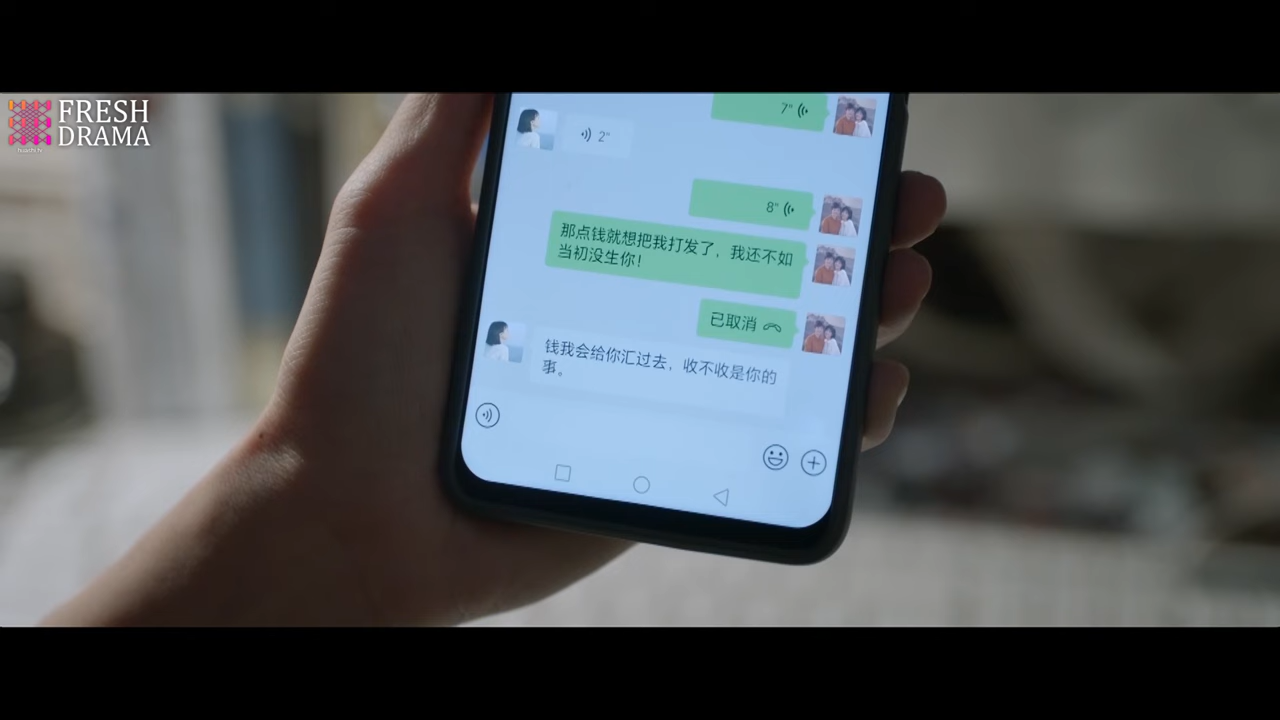 FRESH
DRAMA
7"
2"
8"
那点钱就想把我打发了，我还不如
当初没生你！
已取消
钱我会给你汇过去，收不收是你的
事。